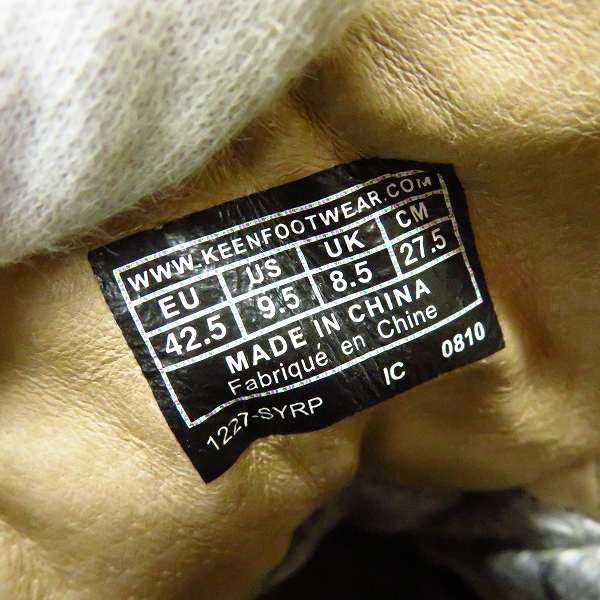 WWW.KEENFOOTWEAR.COM
EU US UK CM
42.5 9.5 8.5 27.5
MADE IN CHINA
Fabriqué en Chine
1227-SYRP /C 0810